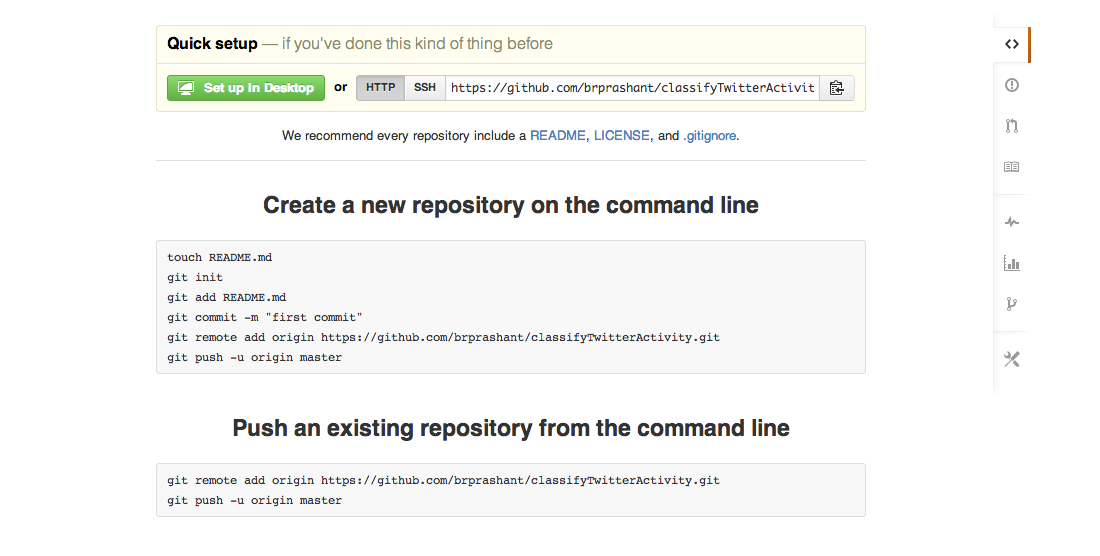 Quick setup — if you've done this kind of thing before
Set up in Desktop or HTTP SSH https://github.com/brprashant/classifyTwitterActivit
We recommend every repository include a README, LICENSE, and .gitignore.
Create a new repository on the command line
touch README.md
git init
git add README.md
git commit -m "first commit"
git remote add origin https://github.com/brprashant/classifyTwitterActivity.git
git push -u origin master
Push an existing repository from the command line
git remote add origin https://github.com/brprashant/classifyTwitterActivity.git
git push -u origin master